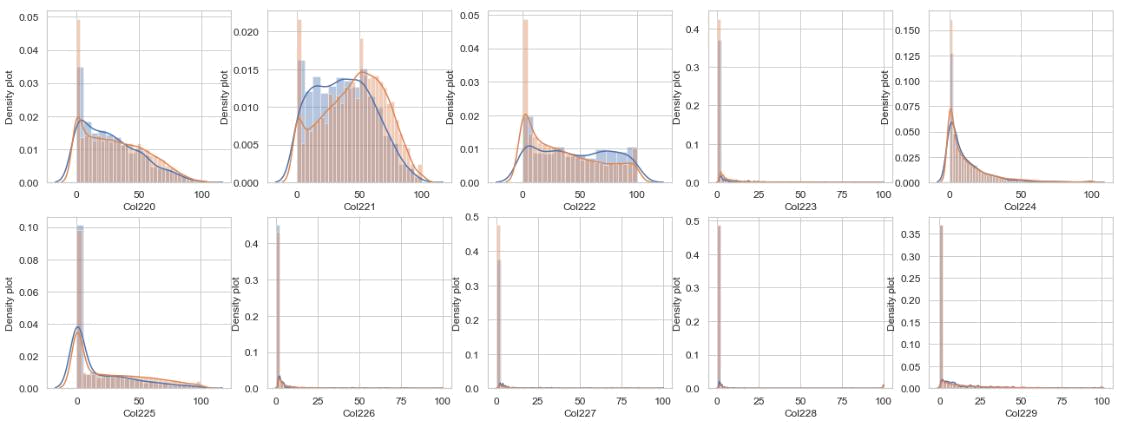 0.05
0.04
0.03
0.02
0.01
0.00
Density plot
0 50 100
Col220
0.020
0.015
0.010
0.005
0.000
Density plot
0 50 100
Col221
0.05
0.04
0.03
0.02
0.01
0.00
Density plot
0 50 100
Col222
0.4
0.3
0.2
0.1
0.0
Density plot
0 25 50 75 100
Col223
0.150
0.125
0.100
0.075
0.050
0.025
0.000
Density plot
0 50 100
Col224
0.10
0.08
0.06
0.04
0.02
0.00
Density plot
0 50 100
Col225
0.4
0.3
0.2
0.1
0.0
Density plot
0 25 50 75 100
Col226
0.5
0.4
0.3
0.2
0.1
0.0
Density plot
0 25 50 75 100
Col227
0.5
0.4
0.3
0.2
0.1
0.0
Density plot
0 25 50 75 100
Col228
0.35
0.30
0.25
0.20
0.15
0.10
0.05
0.00
Density plot
0 25 50 75 100
Col229